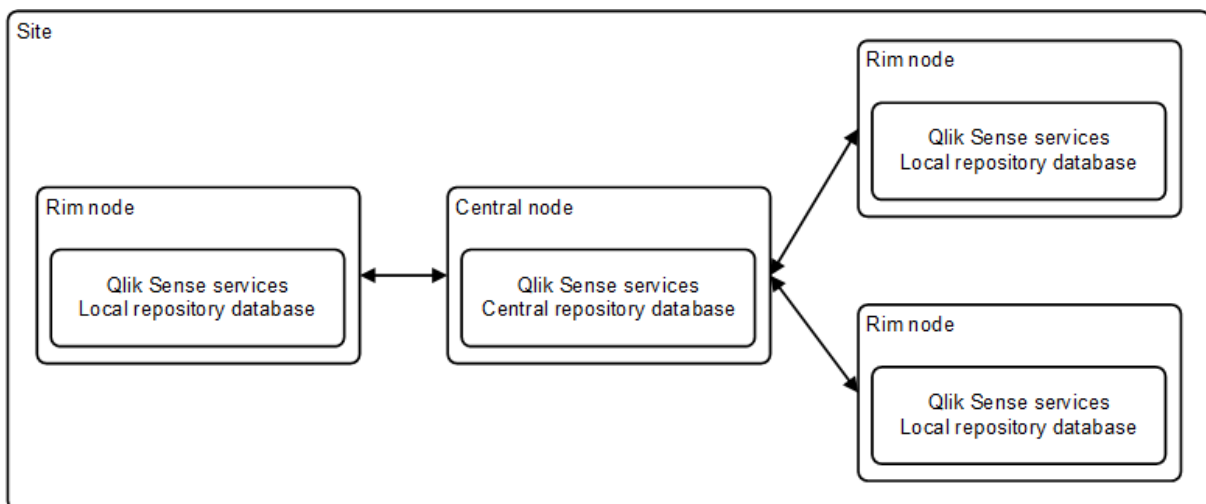 Site
Rim node
Qlik Sense services
Local repository database
Central node
Qlik Sense services
Central repository database
Rim node
Qlik Sense services
Local repository database
Rim node
Qlik Sense services
Local repository database